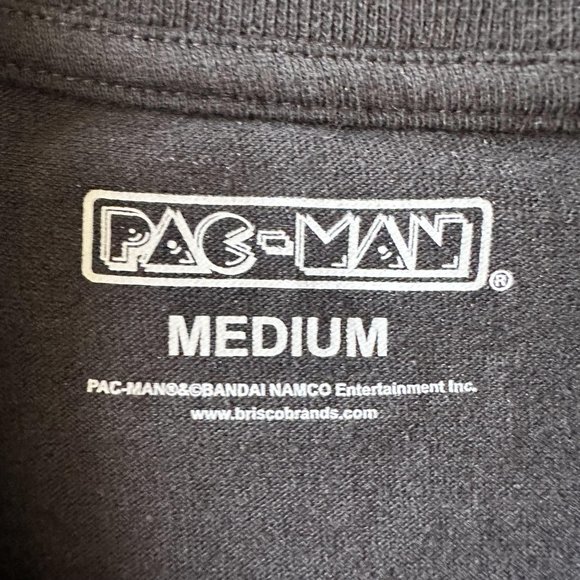 PAC-MAN®
MEDIUM
PAC-MAN®&©BANDAI NAMCO Entertainment Inc.
www.briscobrands.com